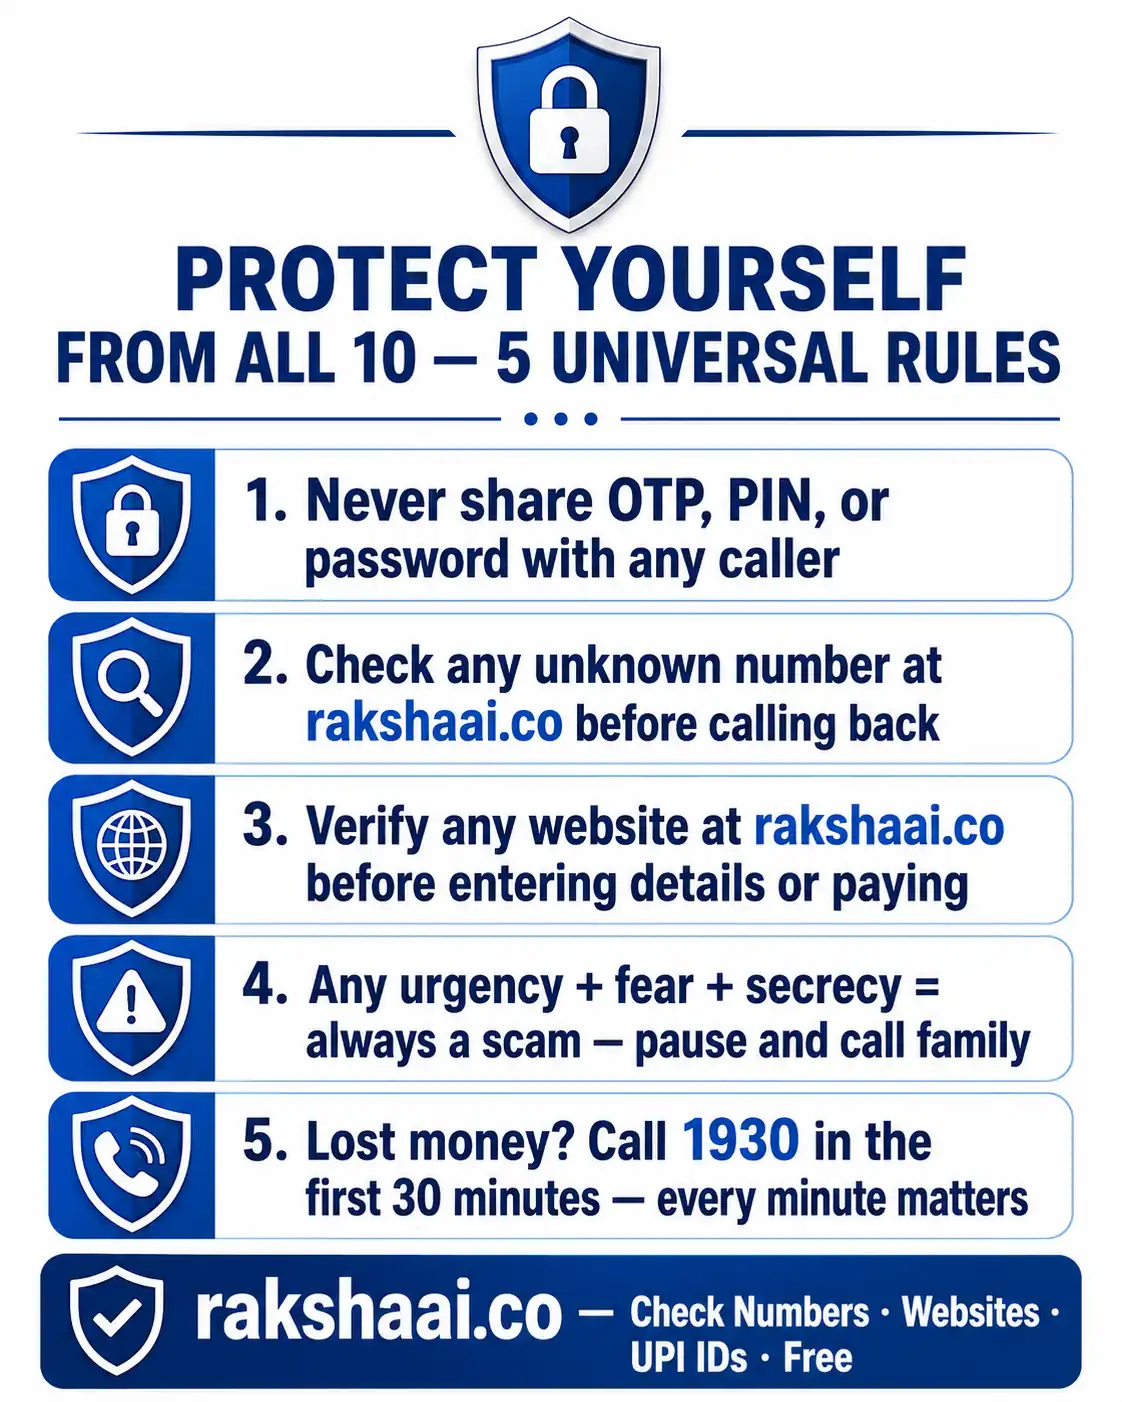 PROTECT YOURSELF
FROM ALL 10 — 5 UNIVERSAL RULES
1. Never share OTP, PIN, or
password with any caller
2. Check any unknown number at
rakshaai.co before calling back
3. Verify any website at rakshaai.co
before entering details or paying
4. Any urgency + fear + secrecy =
always a scam — pause and call family
5. Lost money? Call 1930 in the
first 30 minutes — every minute matters
rakshaai.co — Check Numbers · Websites ·
UPI IDs · Free